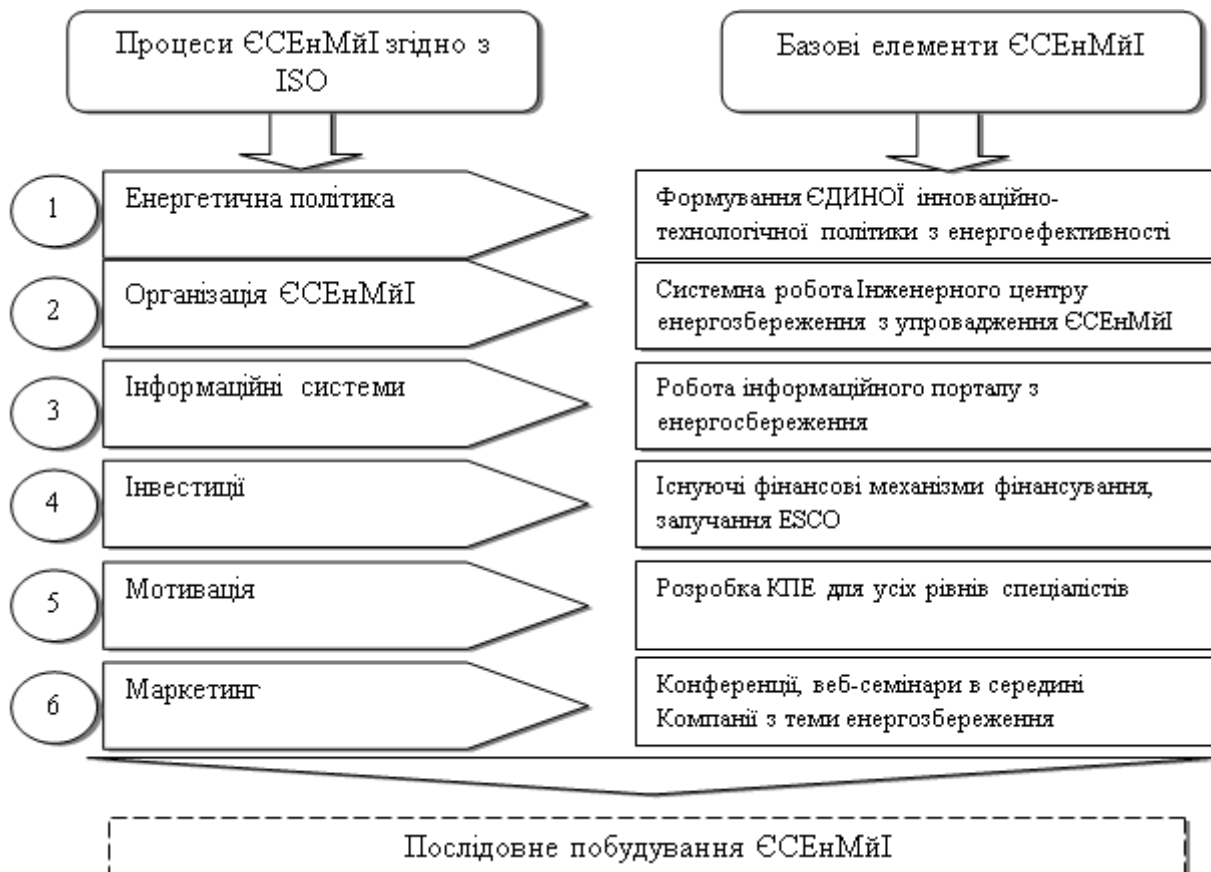 Процеси ЄСЕнМйІ згідно з
ISO
Базові елементи ЄСЕнМйІ
1
Енергетична політика
Формування ЄДИНОЇ інноваційно-
технологічної політики з енергоефективності
2
Організація ЄСЕнМйІ
Системна робота Інженерного центру
енергозбереження з упровадження ЄСЕнМйІ
3
Інформаційні системи
Робота інформаційного порталу з
енергосбереження
4
Інвестиції
Існуючі фінансові механізми фінансування,
залучання ESCO
5
Мотивація
Розробка КПЕ для усіх рівнів спеціалістів
6
Маркетинг
Конференції, веб-семінари в середині
Компанії з теми енергозбереження
Послідовне побудування ЄСЕнМйІ